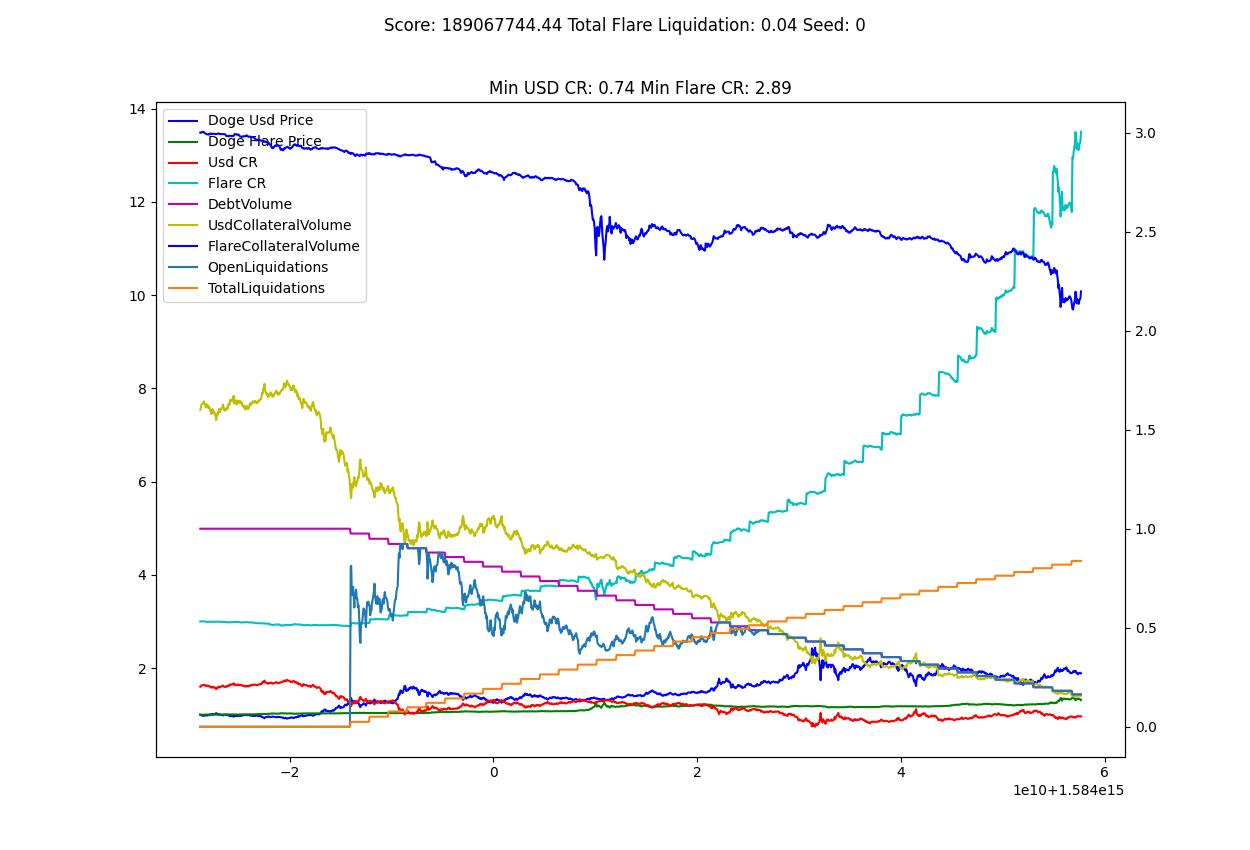 Score: 189067744.44 Total Flare Liquidation: 0.04 Seed: 0
Min USD CR: 0.74 Min Flare CR: 2.89
Doge Usd Price
Doge Flare Price
Usd CR
Flare CR
DebtVolume
UsdCollateralVolume
FlareCollateralVolume
OpenLiquidations
TotalLiquidations
14
12
10
8
6
4
2
3.0
2.5
2.0
1.5
1.0
0.5
0.0
−2
0
2
4
6
1e10+1.584e15